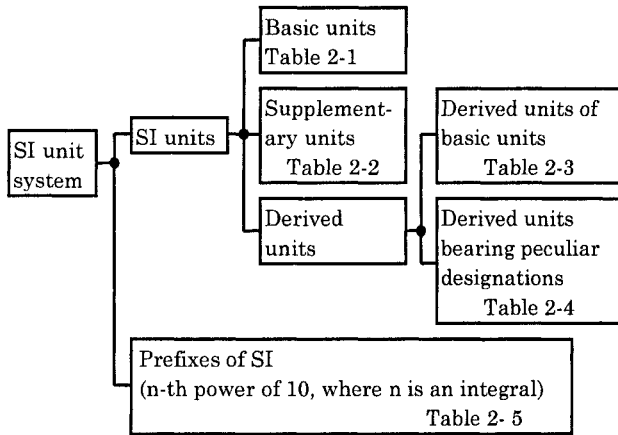 SI unit
system
SI units
Basic units
Table 2-1
Supplement-
ary units
Table 2-2
Derived
units
Derived units of
basic units
Table 2-3
Derived units
bearing peculiar
designations
Table 2-4
Prefixes of SI
(n-th power of 10, where n is an integral)
Table 2- 5